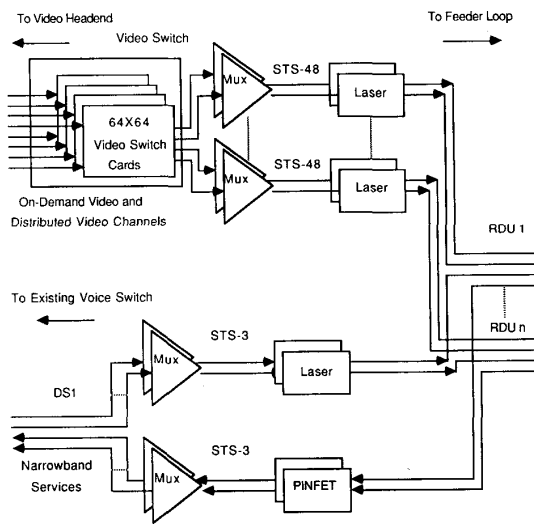 To Video Headend
To Feeder Loop
Video Switch
STS-48
Mux
Laser
64X64
Video Switch
Cards
STS-48
Mux
Laser
On-Demand Video and
Distributed Video Channels
RDU 1
To Existing Voice Switch
RDU n
STS-3
Mux
Laser
DS1
STS-3
Narrowband
Services
Mux
PINFET